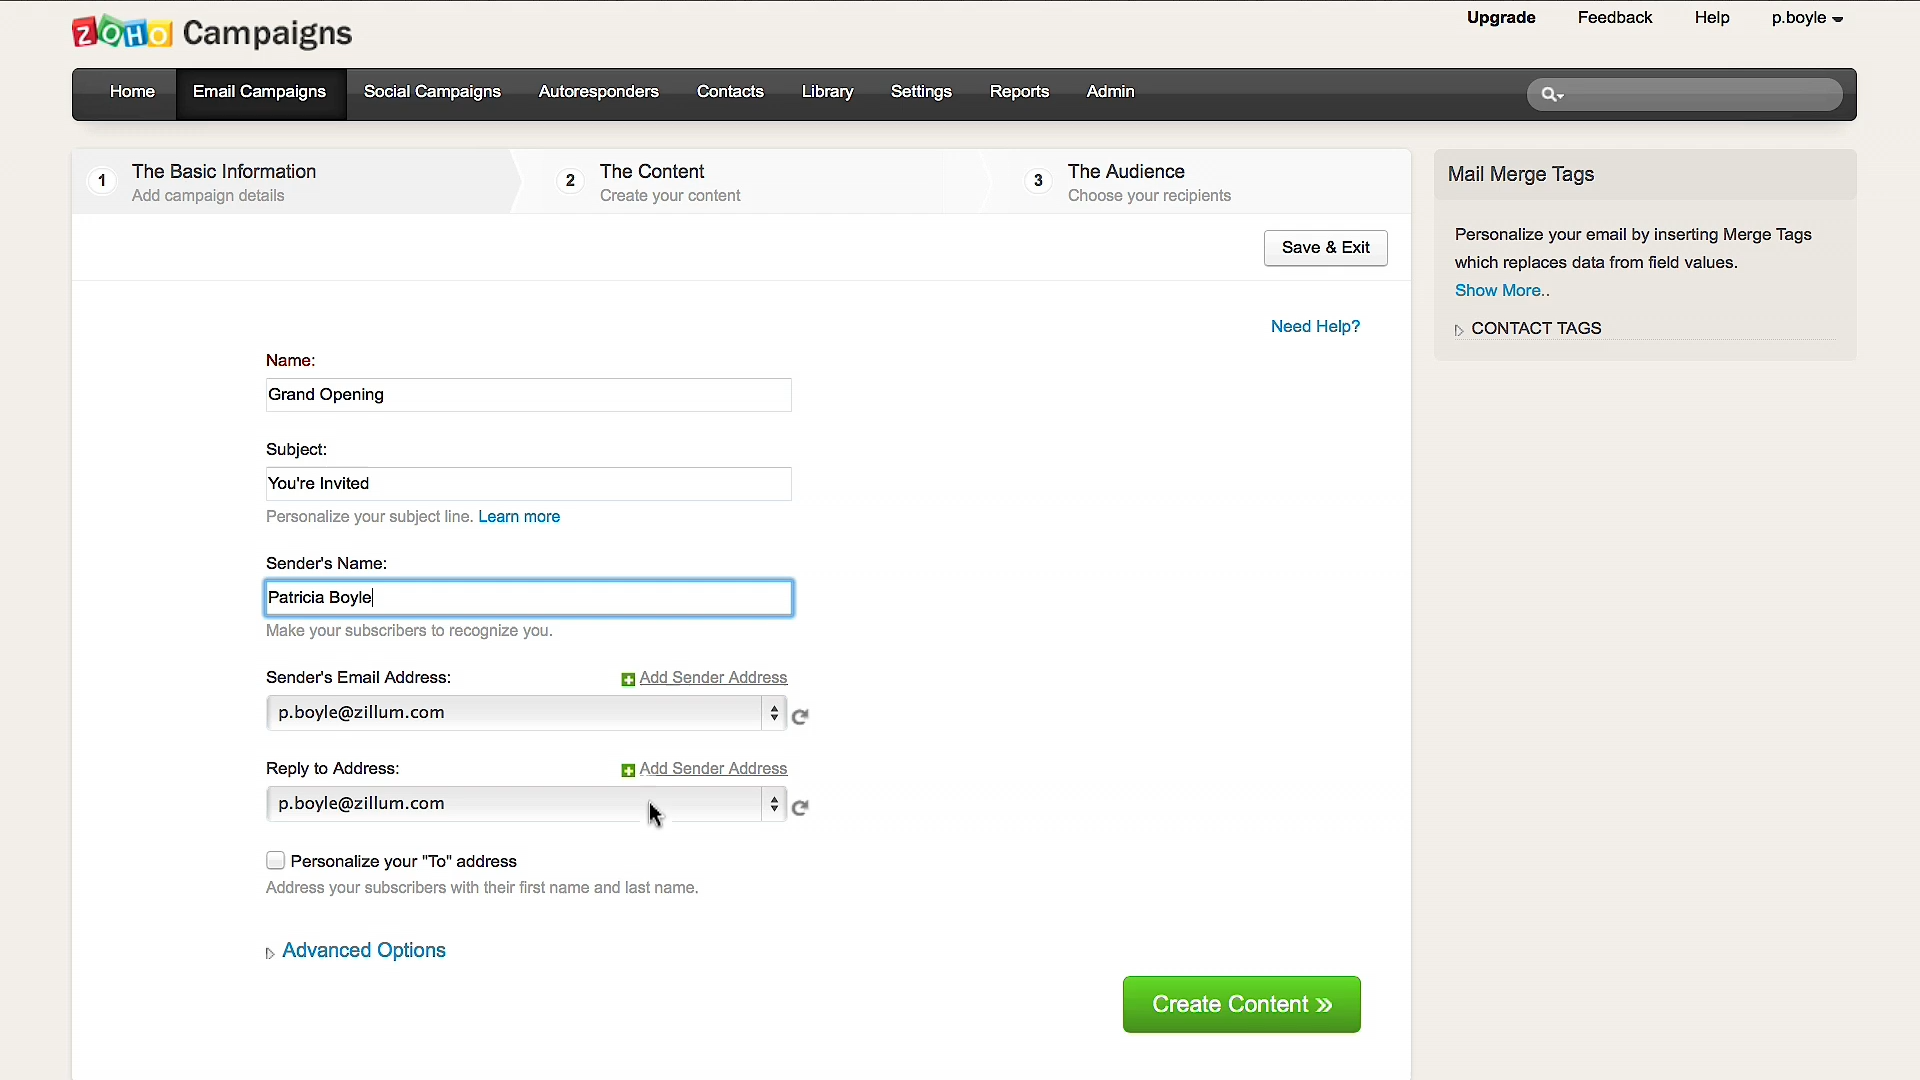 ZOHO Campaigns
Upgrade Feedback Help p.boyle
Home Email Campaigns Social Campaigns Autoresponders Contacts Library Settings Reports Admin
1 The Basic Information
Add campaign details
2 The Content
Create your content
3 The Audience
Choose your recipients
Save & Exit
Need Help?
Name:
Grand Opening
Subject:
You're Invited
Personalize your subject line. Learn more
Sender's Name:
Patricia Boyle
Make your subscribers to recognize you.
Sender's Email Address: Add Sender Address
p.boyle@zillum.com
Reply to Address: Add Sender Address
p.boyle@zillum.com
Personalize your "To" address
Address your subscribers with their first name and last name.
Advanced Options
Create Content »
Mail Merge Tags
Personalize your email by inserting Merge Tags
which replaces data from field values.
Show More..
CONTACT TAGS